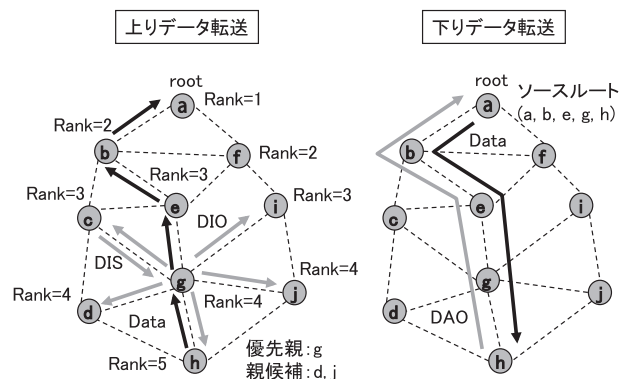 上りデータ転送
下りデータ転送
root
a
Rank=1
Rank=2
b
f
Rank=2
Rank=3
Rank=3
e
i
Rank=3
c
DIO
DIS
g
Rank=4
Rank=4
d
Rank=4
j
Data
Rank=5
h
優先親:g
親候補:d, j
root
ソースルート
(a, b, e, g, h)
a
Data
b
f
e
i
c
g
j
d
DAO
h